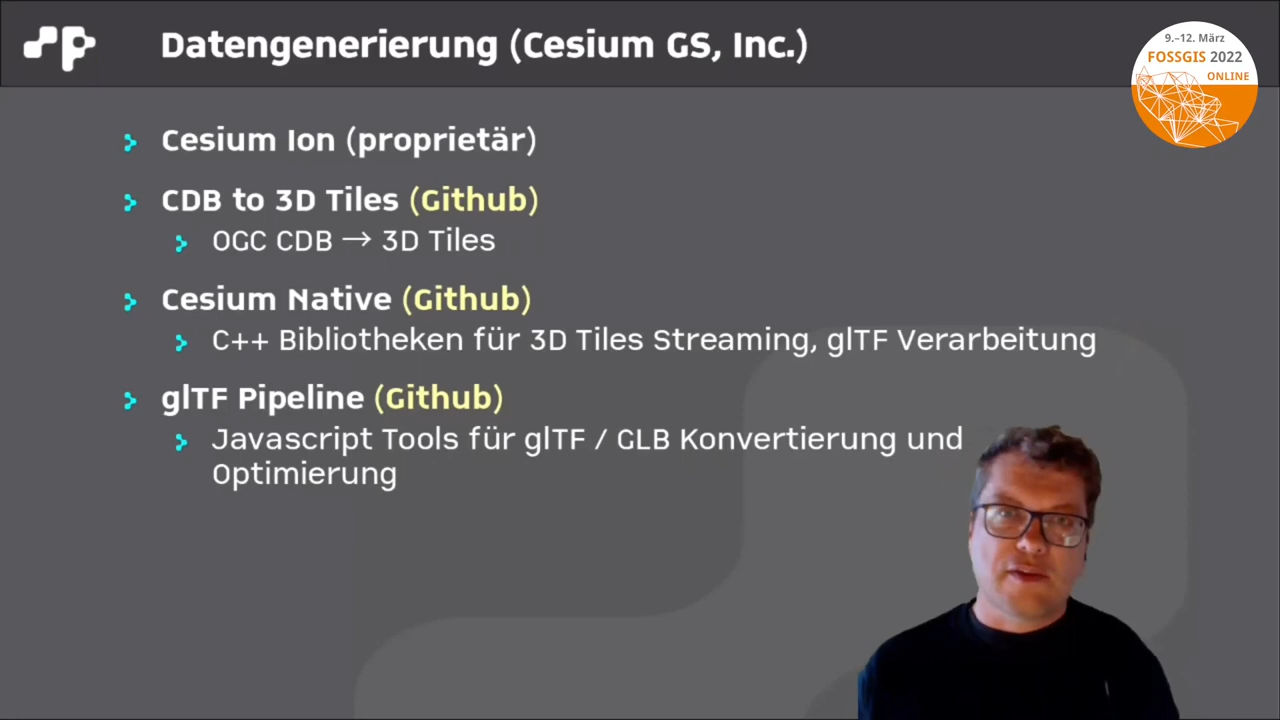 Datengenerierung (Cesium GS, Inc.)
9.–12. März
FOSSGIS 2022
ONLINE
Cesium Ion (proprietär)
CDB to 3D Tiles (Github)
OGC CDB → 3D Tiles
Cesium Native (Github)
C++ Bibliotheken für 3D Tiles Streaming, glTF Verarbeitung
glTF Pipeline (Github)
Javascript Tools für glTF / GLB Konvertierung und
Optimierung